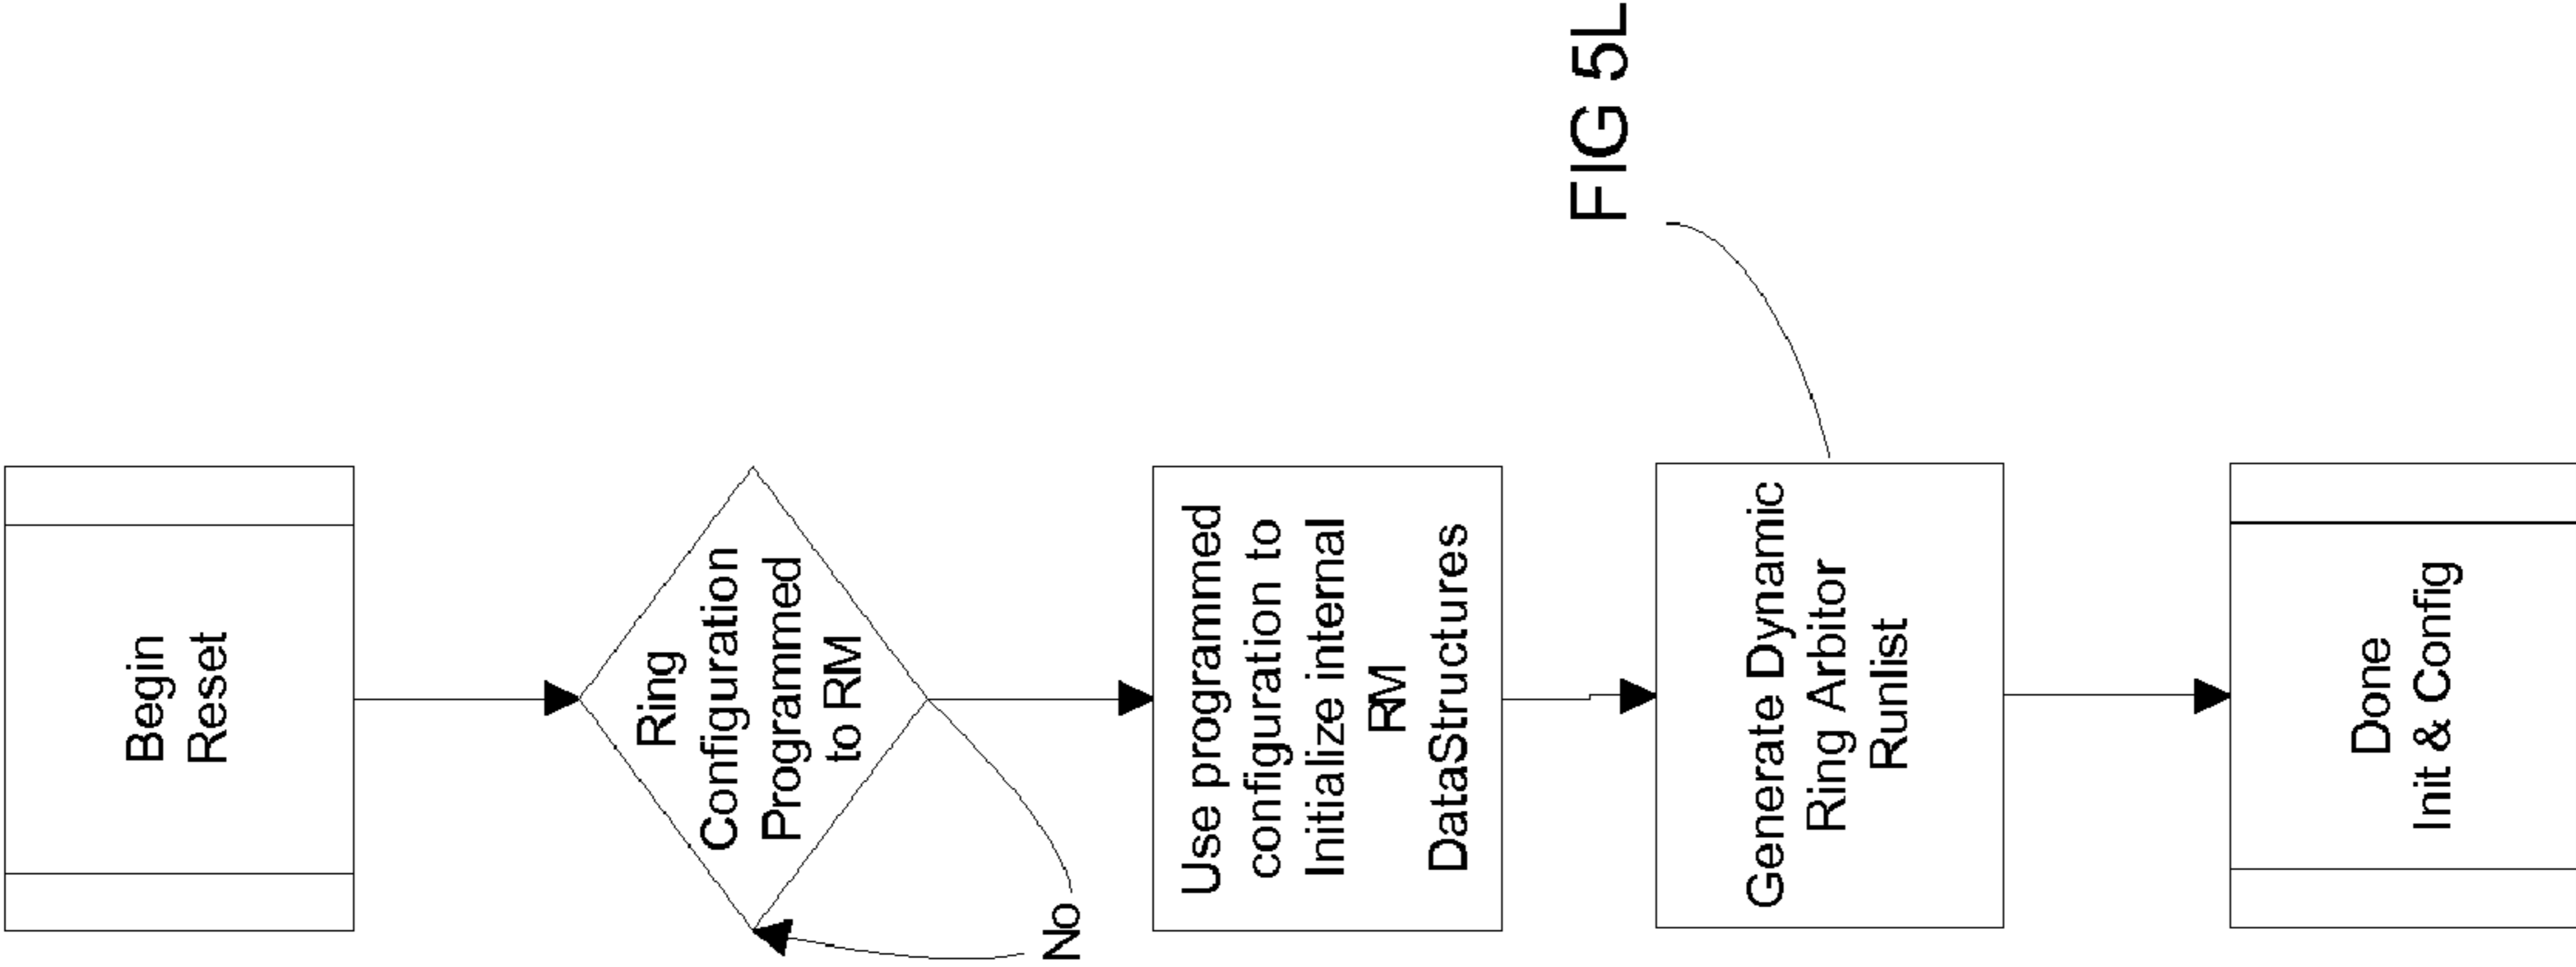 Begin
Reset
Ring
Configuration
Programmed
to RM
No
Use programmed
configuration to
Initialize internal
RM
DataStructures
FIG 5L
Generate Dynamic
Ring Arbitor
Runlist
Done
Init & Config